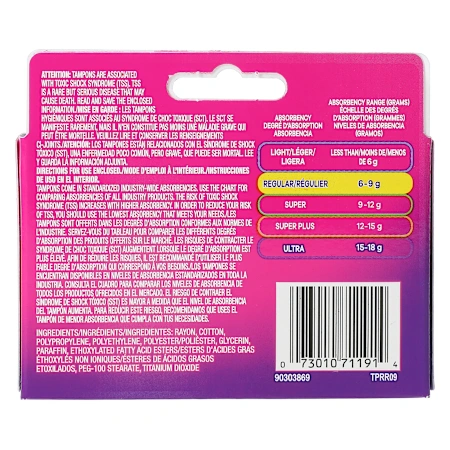 ATTENTION: TAMPONS ARE ASSOCIATED
WITH TOXIC SHOCK SYNDROME (TSS). TSS
IS A RARE BUT SERIOUS DISEASE THAT MAY
CAUSE DEATH. READ AND SAVE THE ENCLOSED
INFORMATION./MISE EN GARDE : LES TAMPONS
HYGIÉNIQUES SONT ASSOCIÉS AU SYNDROME DE CHOC TOXIQUE (SCT). LE SCT SE
MANIFESTE RAREMENT, MAIS IL N'EN CONSTITUE PAS MOINS UNE MALADIE GRAVE QUI
PEUT ÊTRE MORTELLE. VEUILLEZ LIRE ET CONSERVER LES RENSEIGNEMENTS
CI-JOINTS./ATENCIÓN: LOS TAMPONES ESTÁN RELACIONADOS CON EL SÍNDROME DE SHOCK
TÓXICO (SST), UNA ENFERMEDAD POCO COMÚN, PERO GRAVE, QUE PUEDE SER MORTAL. LEE
Y GUARDA LA INFORMACIÓN ADJUNTA.
DIRECTIONS FOR USE ENCLOSED./MODE D'EMPLOI À L'INTÉRIEUR./INSTRUCCIONES
DE USO EN EL INTERIOR.
TAMPONS COME IN STANDARDIZED INDUSTRY-WIDE ABSORBENCIES. USE THE CHART FOR
COMPARING ABSORBENCIES OF ALL INDUSTRY PRODUCTS. THE RISK OF TOXIC SHOCK
SYNDROME (TSS) INCREASES WITH HIGHER ABSORBENCY. IN ORDER TO REDUCE YOUR RISK
OF TSS, YOU SHOULD USE THE LOWEST ABSORBENCY THAT MEETS YOUR NEEDS./LES
TAMPONS SONT OFFERTS DANS LES DEGRÉS D'ABSORPTION CONFORMES AUX NORMES DE
L'INDUSTRIE. SERVEZ-VOUS DU TABLEAU POUR COMPARER LES DIFFÉRENTS DEGRÉS
D'ABSORPTION DES PRODUITS OFFERTS SUR LE MARCHÉ. LES RISQUES DE CONTRACTER LE
SYNDROME DE CHOC TOXIQUE (SCT) AUGMENTENT SI LE DEGRÉ D'ABSORPTION EST
PLUS ÉLEVÉ. AFIN DE RÉDUIRE LES RISQUES, IL EST RECOMMANDÉ D'UTILISER LE PLUS
FAIBLE DEGRÉ D'ABSORPTION QUI CORRESPOND À VOS BESOINS./LOS TAMPONES SE
ENCUENTRAN DISPONIBLES EN NIVELES DE ABSORBENCIA ESTANDARIZADOS EN TODA LA
INDUSTRIA. CONSULTA EL CUADRO PARA COMPARAR LOS NIVELES DE ABSORBENCIA DE
TODOS LOS PRODUCTOS OFRECIDOS EN EL MERCADO. EL RIESGO DE CONTRAER EL
SÍNDROME DE SHOCK TÓXICO (SST) ES MAYOR A MEDIDA QUE EL NIVEL DE ABSORBENCIA
DEL TAMPÓN AUMENTA. PARA REDUCIR ESTE RIESGO, RECOMENDAMOS QUE USES EL
TAMPÓN DE MENOR ABSORBENCIA QUE CUMPLA CON TUS NECESIDADES.
INGREDIENTS/INGRÉDIENTS/INGREDIENTES: RAYON, COTTON,
POLYPROPYLENE, POLYETHYLENE, POLYESTER/POLIÉSTER, GLYCERIN,
PARAFFIN, ETHOXYLATED FATTY ACID ESTERS/ESTERS D'ACIDES GRAS
ÉTHOXYLÉS NON IONIQUES/ÉSTERES DE ÁCIDOS GRASOS
ETOXILADOS, PEG-100 STEARATE, TITANIUM DIOXIDE
ABSORBENCY
DEGRÉ D'ABSORPTION
ABSORBENCIA
ABSORBENCY RANGE (GRAMS)
ÉCHELLE DES DEGRÉS
D'ABSORPTION (GRAMMES)
NIVELES DE ABSORBENCIA
(GRAMOS)
LIGHT/LÉGER/
LIGERA
LESS THAN/MOINS DE/MENOS
DE 6 g
REGULAR/RÉGULIER 6-9 g
SUPER 9-12 g
SUPER PLUS 12-15 g
ULTRA 15-18 g
0 73010 71191 4
90303869 TPRR09